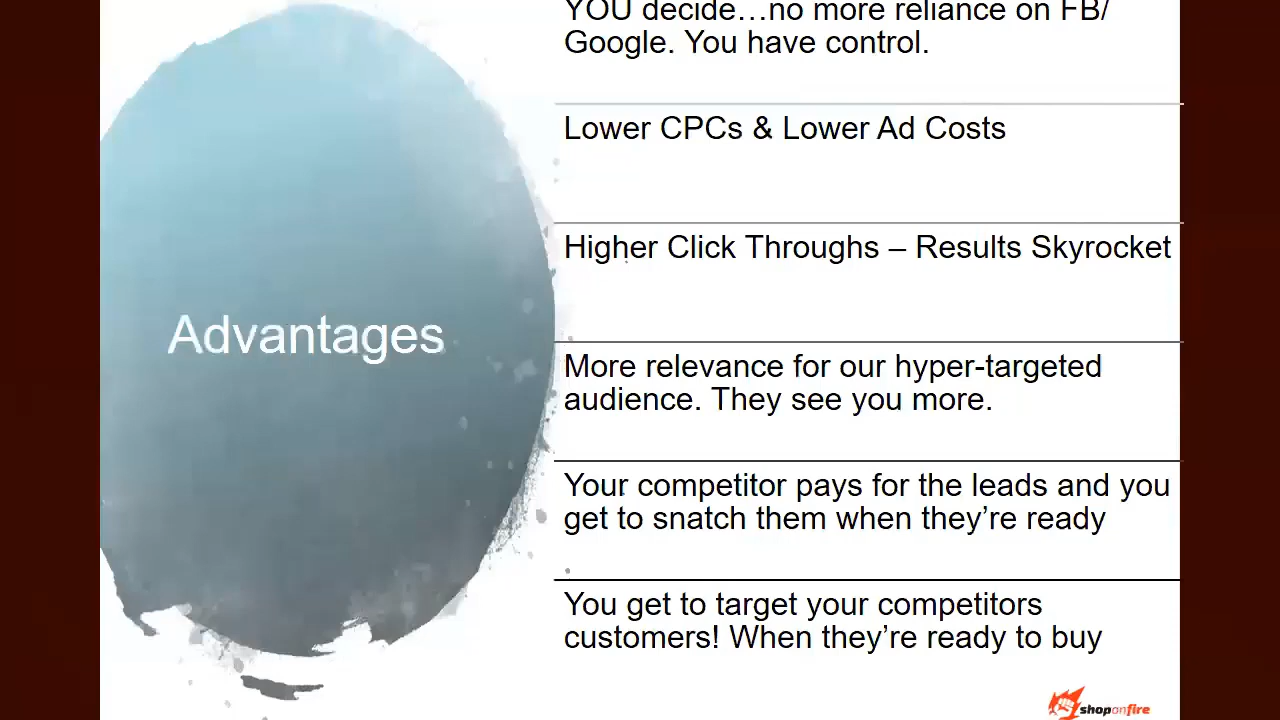 YOU decide…no more reliance on FB/
Google. You have control.
Lower CPCs & Lower Ad Costs
Higher Click Throughs – Results Skyrocket
Advantages
More relevance for our hyper-targeted
audience. They see you more.
Your competitor pays for the leads and you
get to snatch them when they’re ready
You get to target your competitors
customers! When they’re ready to buy
shoponfire